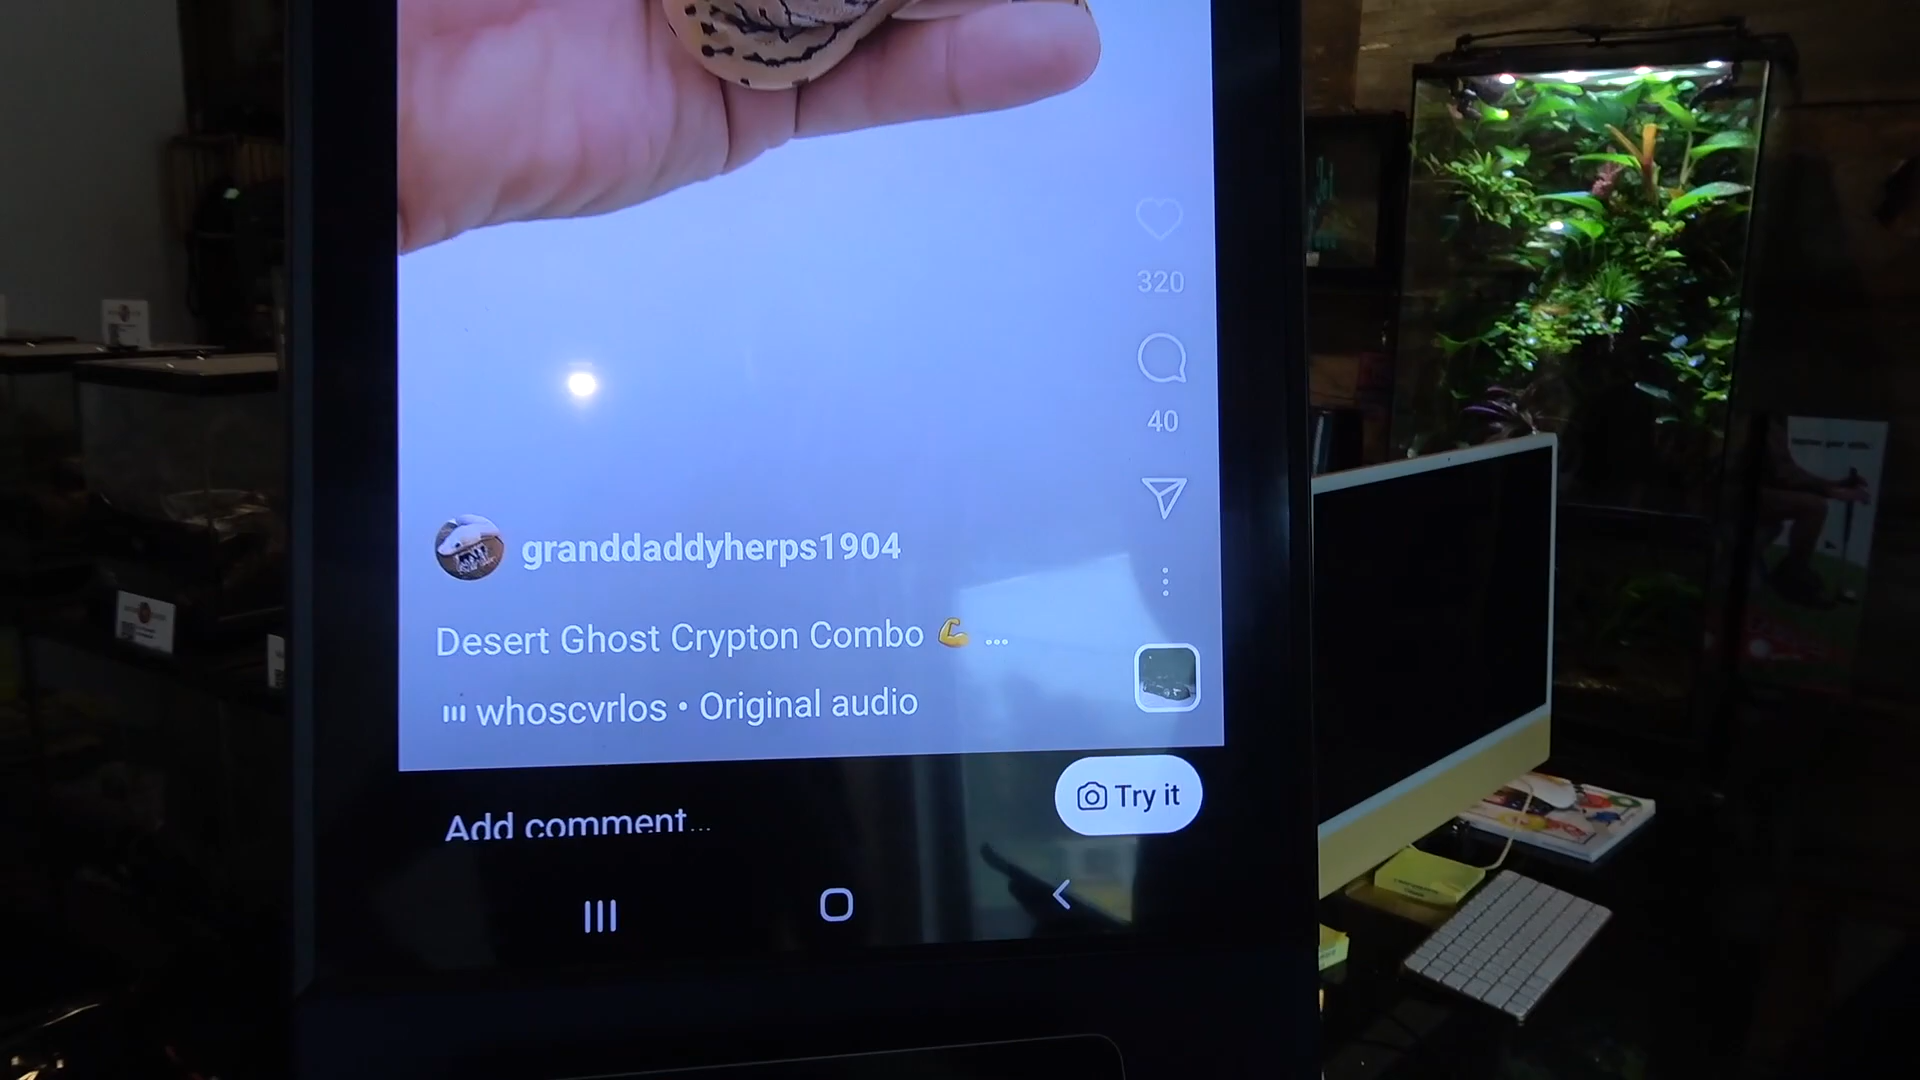 320
40
granddaddyherps1904
Desert Ghost Crypton Combo 💪 ...
whoscvrlos • Original audio
Try it
Add comment...